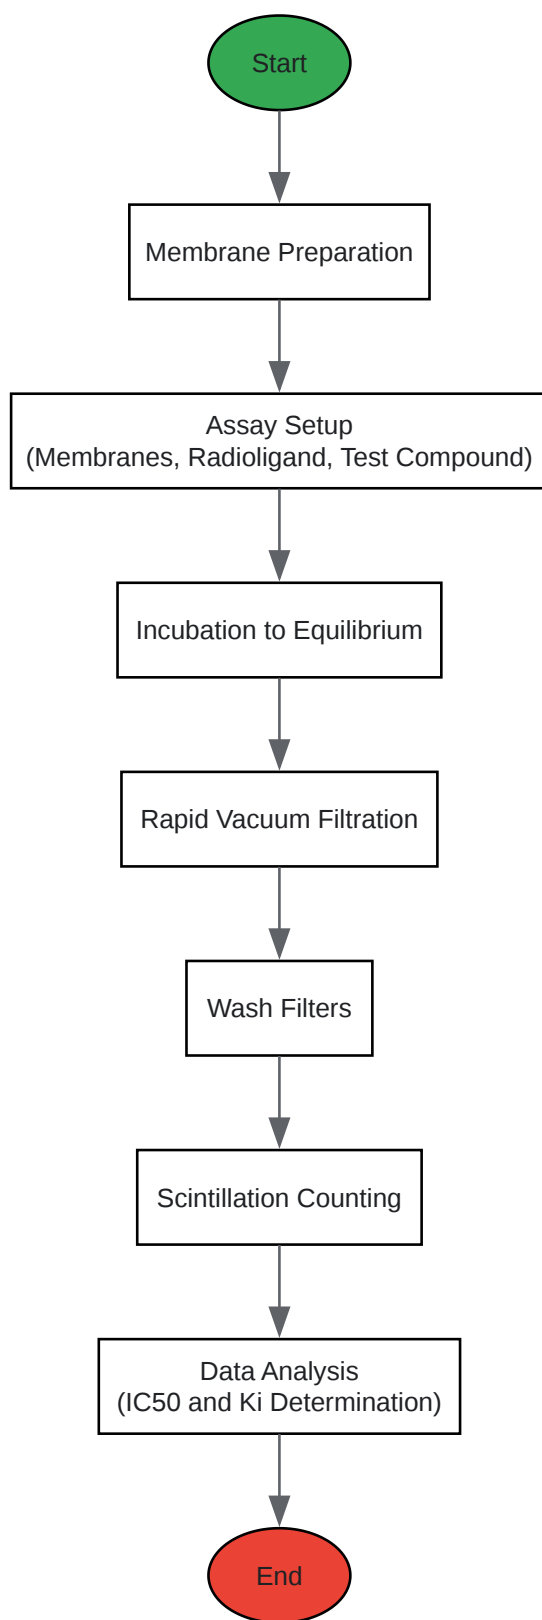 Start
Membrane Preparation
Assay Setup
(Membranes, Radioligand, Test Compound)
Incubation to Equilibrium
Rapid Vacuum Filtration
Wash Filters
Scintillation Counting
Data Analysis
(IC50 and Ki Determination)
End